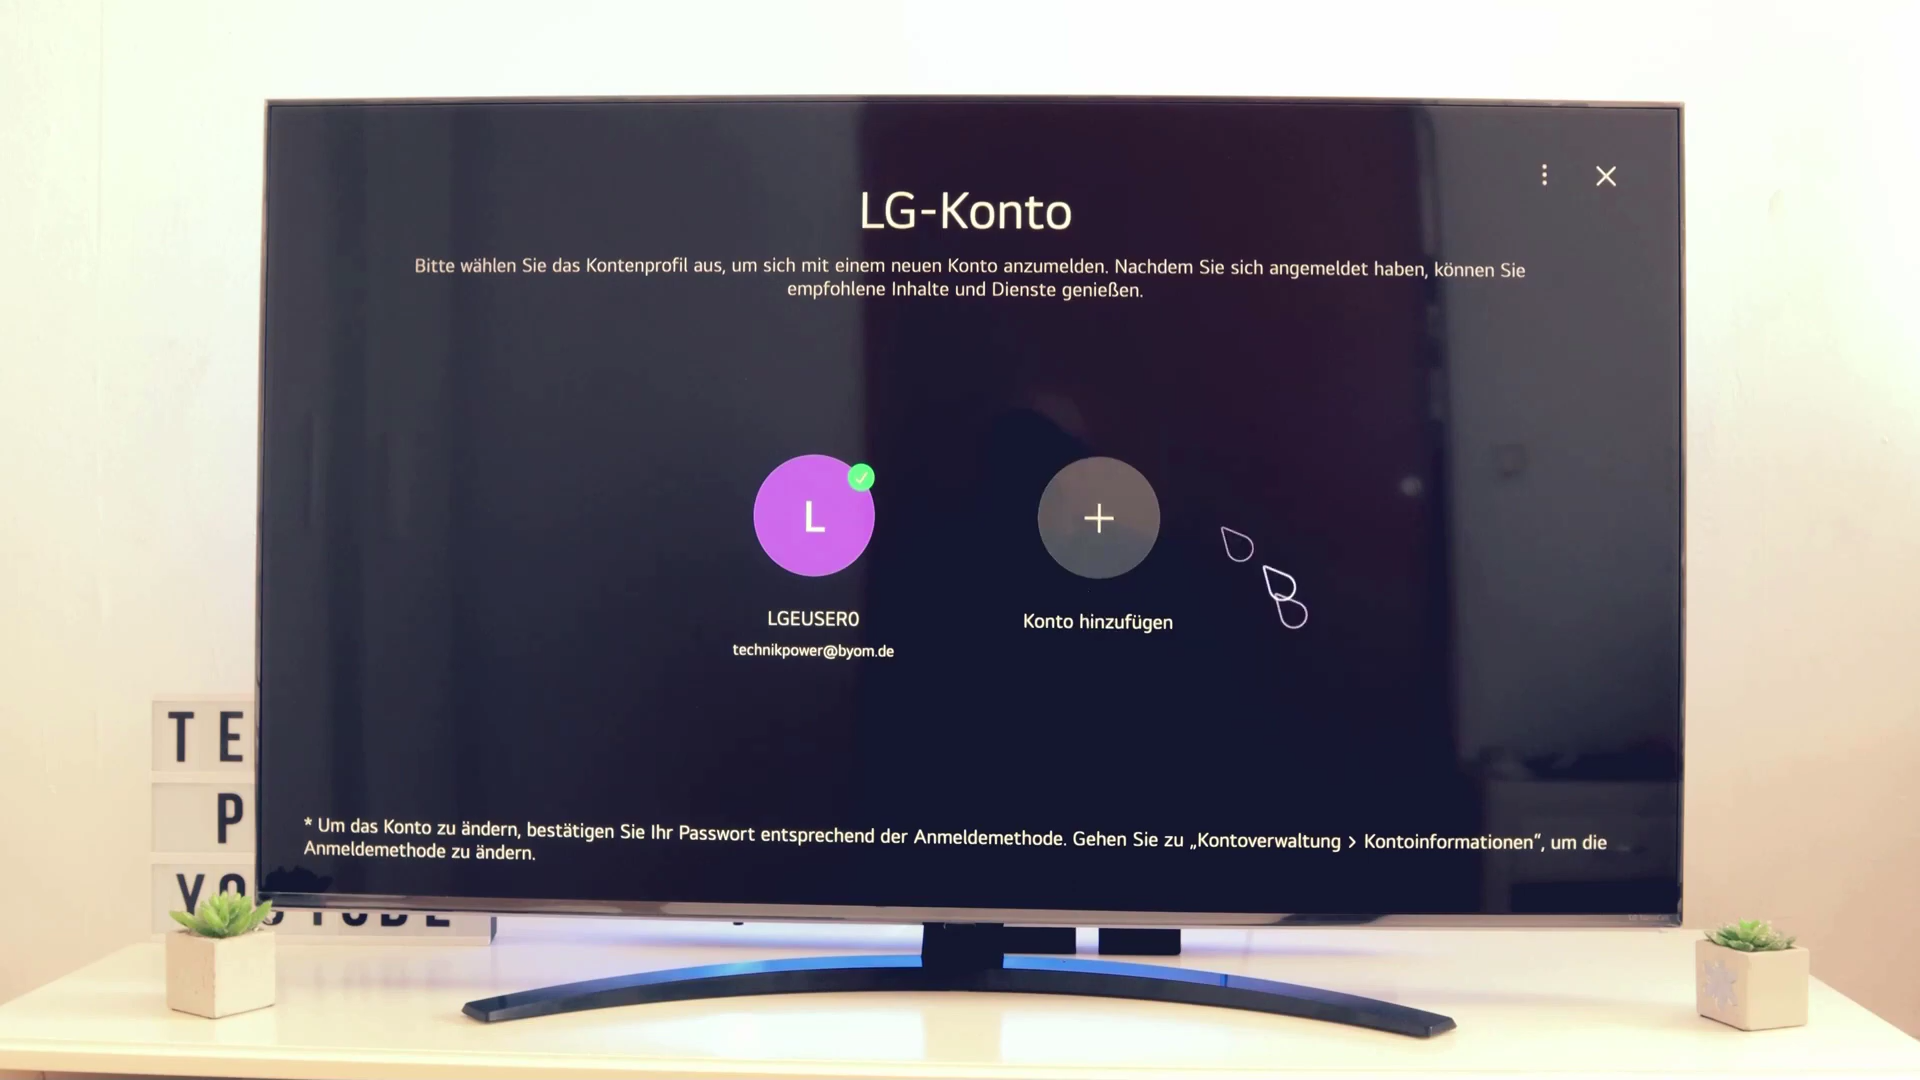 LG-Konto
Bitte wählen Sie das Kontenprofil aus, um sich mit einem neuen Konto anzumelden. Nachdem Sie sich angemeldet haben, können Sie
empfohlene Inhalte und Dienste genießen.
L
LGEUSER0
technikpower@byom.de
+
Konto hinzufügen
* Um das Konto zu ändern, bestätigen Sie Ihr Passwort entsprechend der Anmeldemethode. Gehen Sie zu „Kontoverwaltung > Kontoinformationen“, um die
Anmeldemethode zu ändern.
TE
P